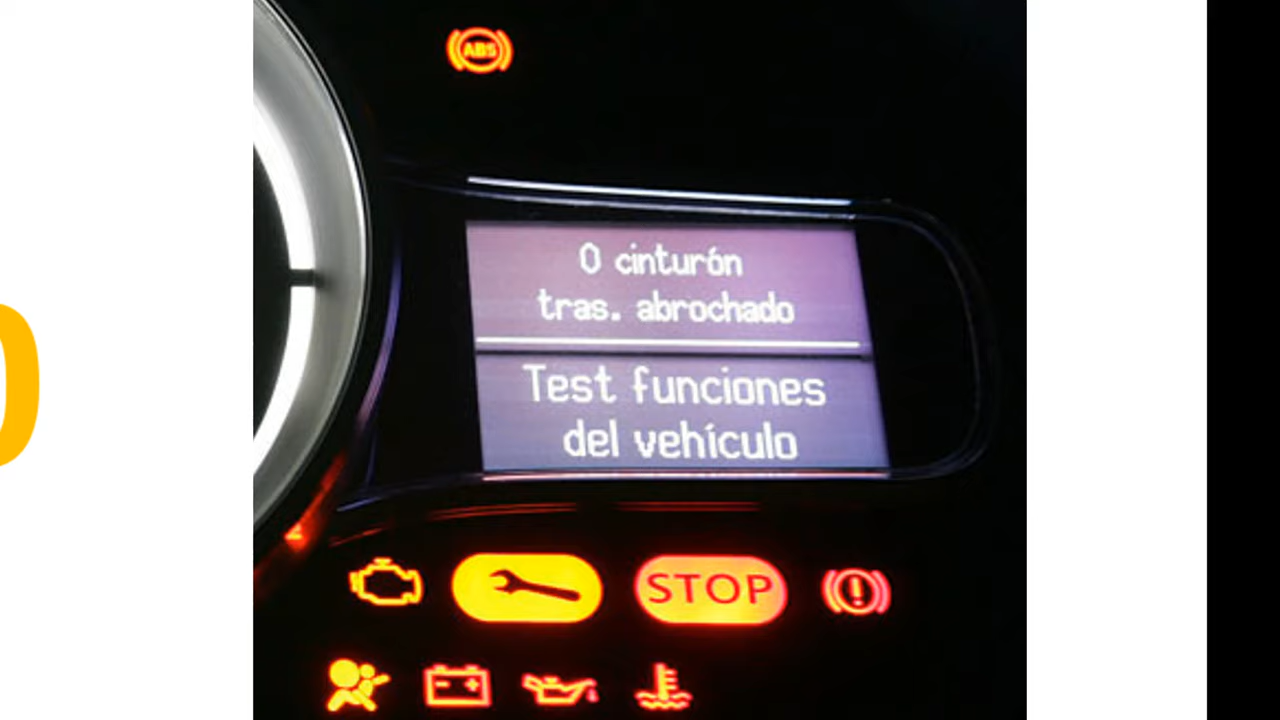 ABS
0 cinturón
tras. abrochado
Test funciones
del vehículo
STOP